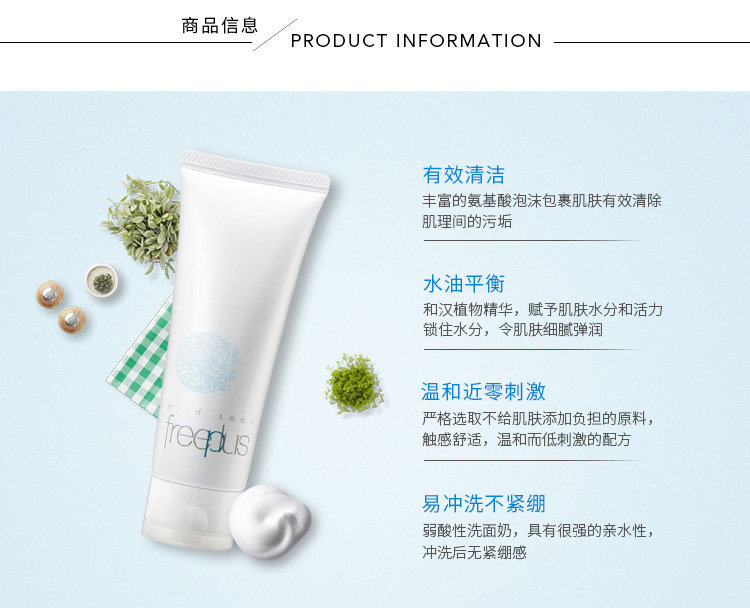 商品信息
PRODUCT INFORMATION
有效清洁
丰富的氨基酸泡沫包裹肌肤有效清除
肌理间的污垢
水油平衡
和汉植物精华，赋予肌肤水分和活力
锁住水分，令肌肤细腻弹润
温和近零刺激
严格选取不给肌肤添加负担的原料，
触感舒适，温和而低刺激的配方
易冲洗不紧绷
弱酸性洗面奶，具有很强的亲水性，
冲洗后无紧绷感
mild soap
freeplus